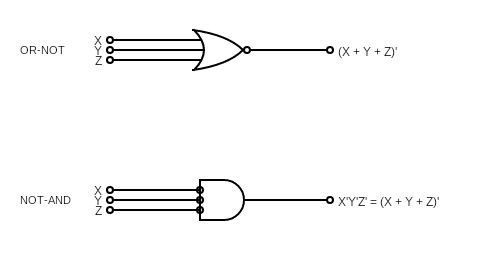 X
OR-NOT Y (X + Y + Z)'
Z
X
NOT-AND Y X'Y'Z' = (X + Y + Z)'
Z